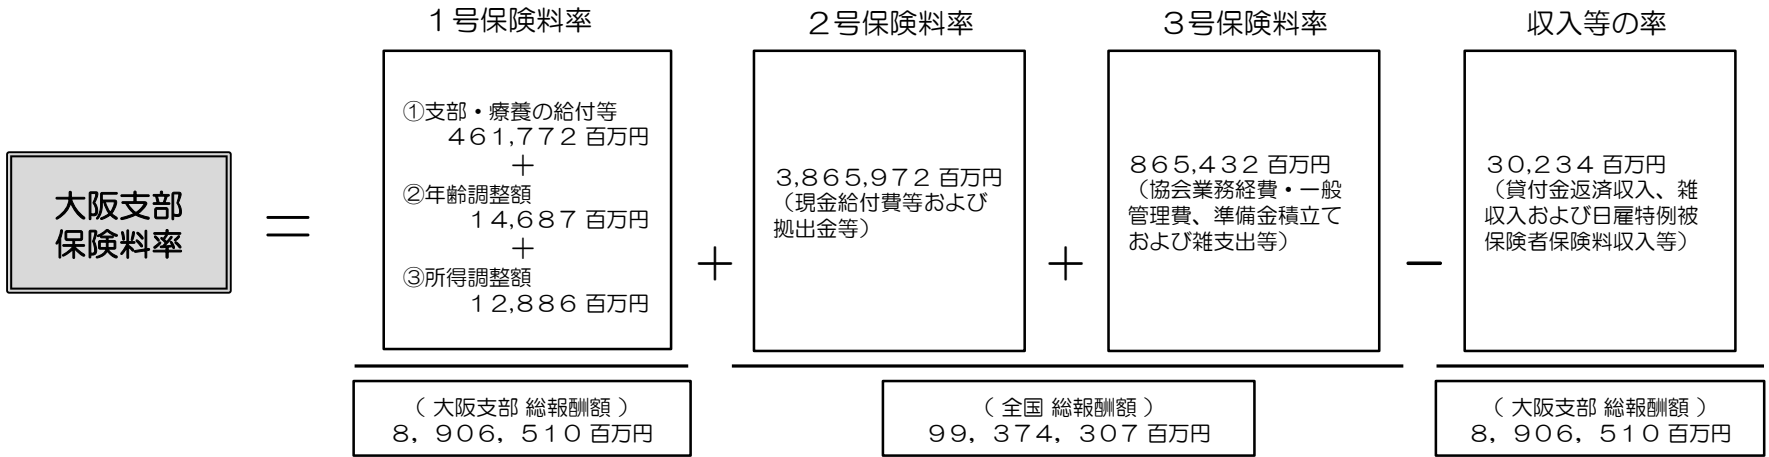 １号保険料率
２号保険料率
３号保険料率
収入等の率
大阪支部
保険料率
＝
①支部・療養の給付等
４６１,７７２ 百万円
＋
②年齢調整額
１４,６８７ 百万円
＋
③所得調整額
１２,８８６ 百万円
＋
３,８６５,９７２ 百万円
（現金給付費等および
拠出金等）
＋
８６５,４３２ 百万円
（協会業務経費・一般
管理費、準備金積立て
および雑支出等）
－
３０,２３４ 百万円
（貸付金返済収入、雑
収入および日雇特例被
保険者保険料収入等）
（ 大阪支部 総報酬額 ）
８，９０６，５１０ 百万円
（ 全国 総報酬額 ）
９９，３７４，３０７ 百万円
（ 大阪支部 総報酬額 ）
８，９０６，５１０ 百万円